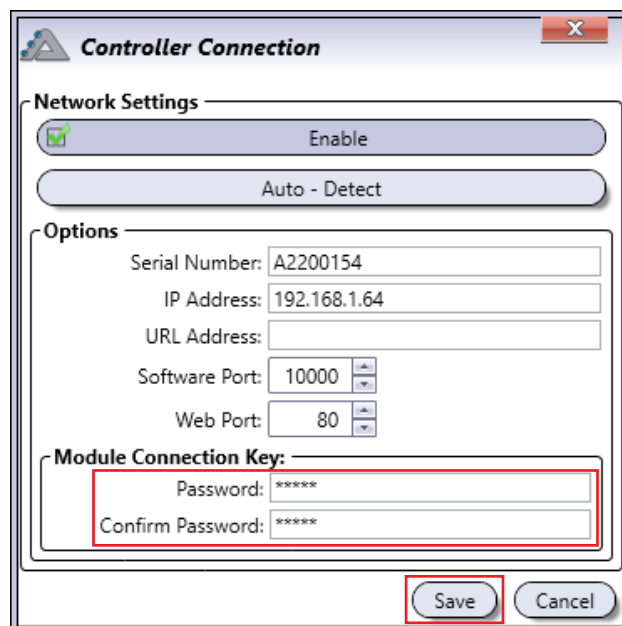 Controller Connection
x
Network Settings
Enable
Auto - Detect
Options
Serial Number: A2200154
IP Address: 192.168.1.64
URL Address:
Software Port: 10000
Web Port: 80
Module Connection Key:
Password: *****
Confirm Password: *****
Save Cancel